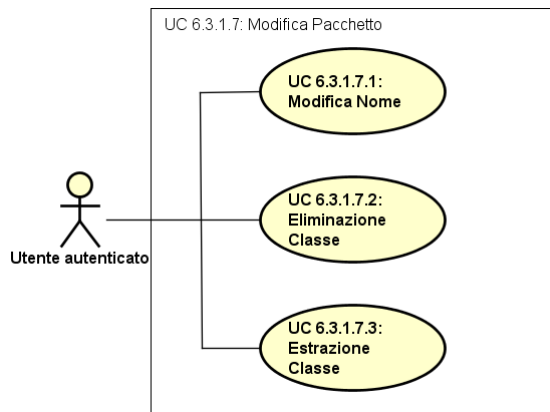 UC 6.3.1.7: Modifica Pacchetto
UC 6.3.1.7.1:
Modifica Nome
UC 6.3.1.7.2:
Eliminazione
Classe
Utente autenticato
UC 6.3.1.7.3:
Estrazione
Classe